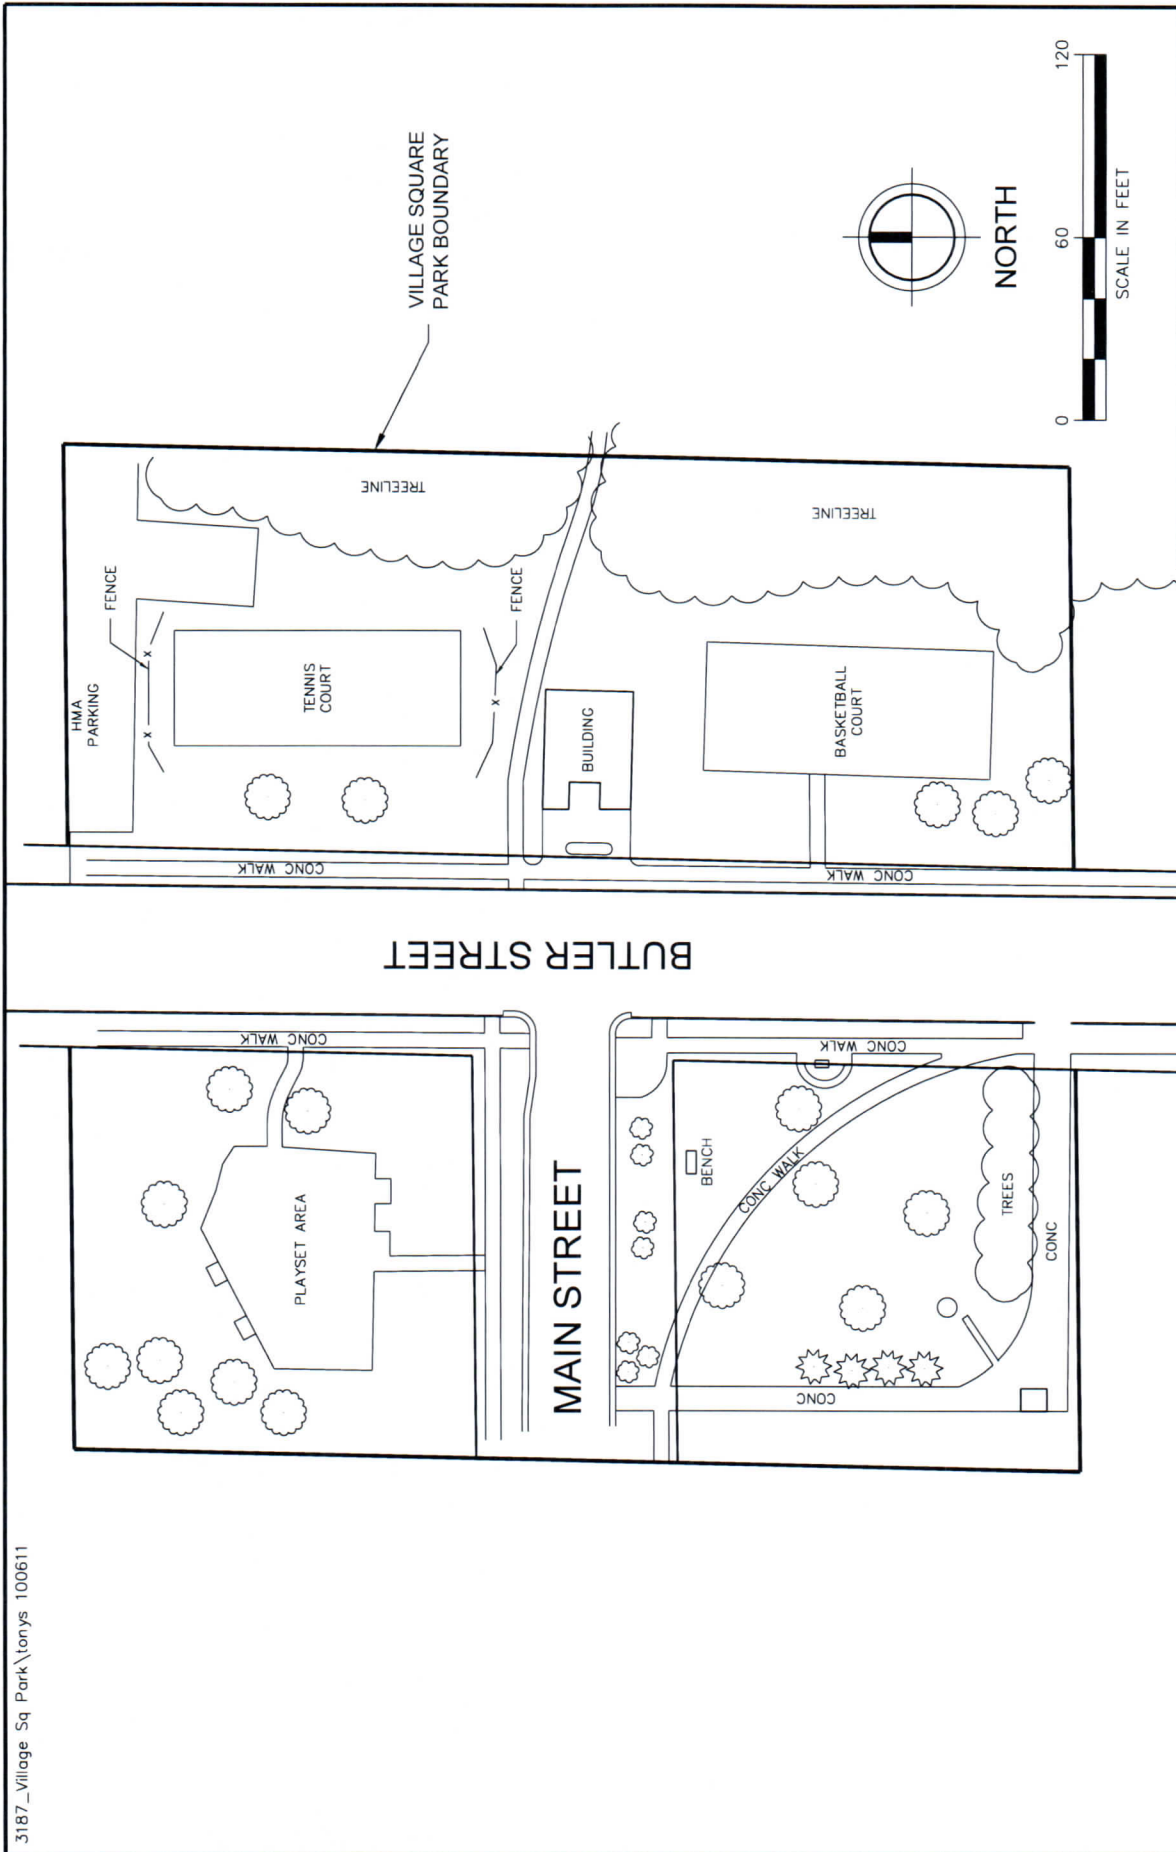 3187_Village Sq Park\tonys 100611
VILLAGE SQUARE
PARK BOUNDARY
NORTH
0
60
120
SCALE IN FEET
HMA
PARKING
FENCE
TENNIS
COURT
FENCE
TREELINE
TREELINE
BUILDING
BASKETBALL
COURT
CONC WALK
CONC WALK
BUTLER STREET
CONC WALK
CONC WALK
PLAYSET AREA
MAIN STREET
BENCH
CONC WALK
TREES
CONC
CONC
x
x
x